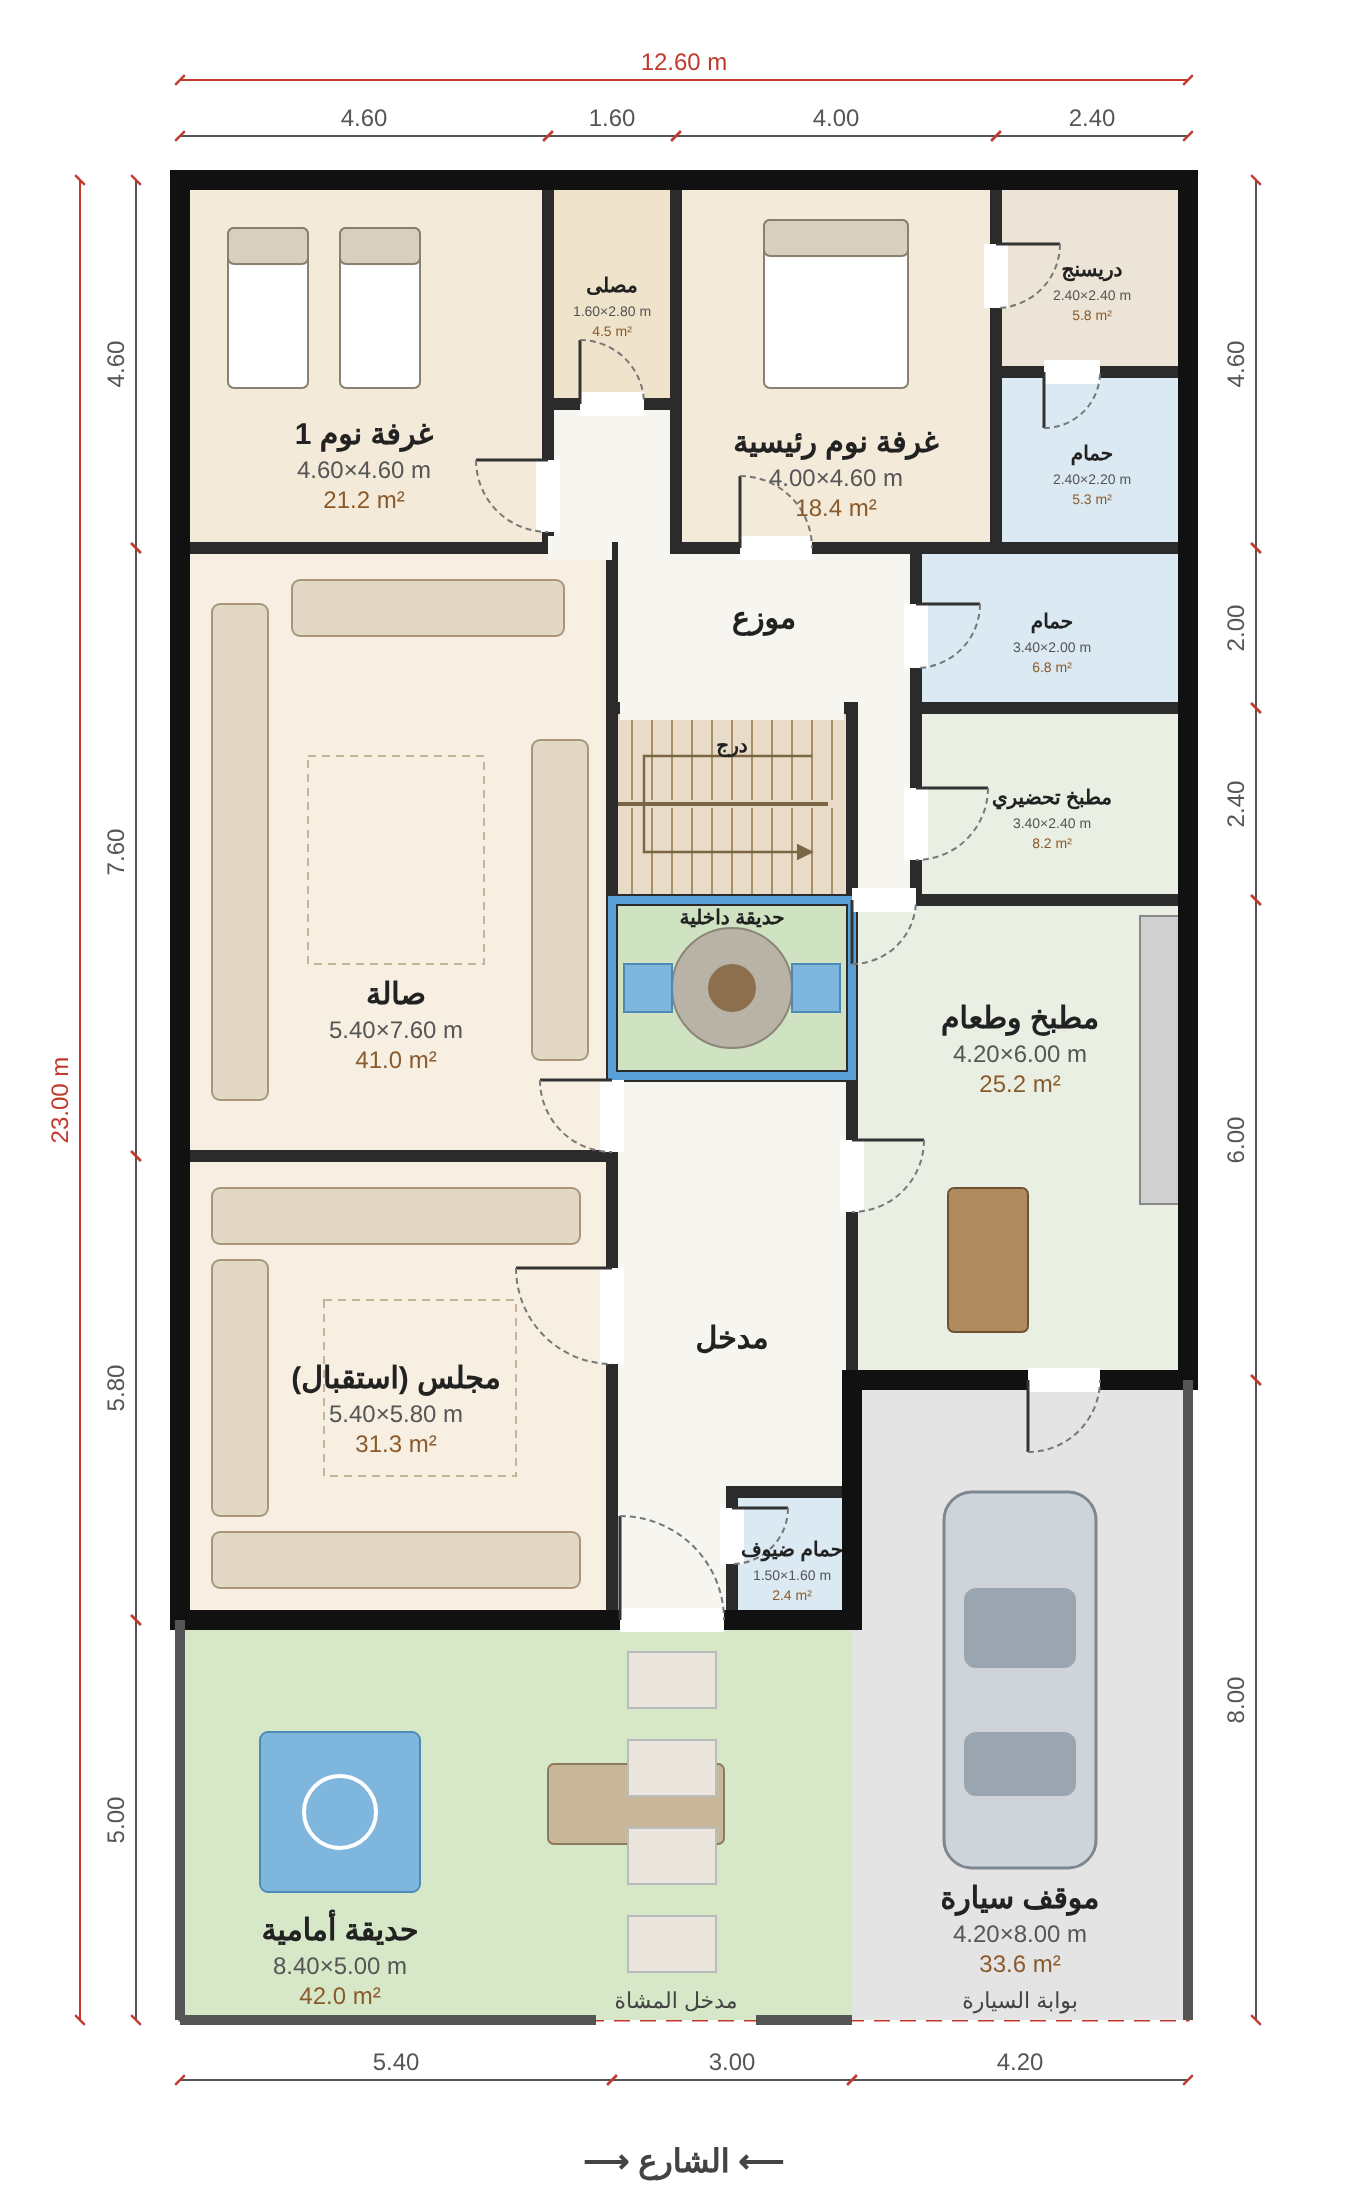 12.60 m
4.60
1.60
4.00
2.40
23.00 m
4.60
7.60
5.80
5.00
4.60
2.00
2.40
6.00
8.00
غرفة نوم 1
4.60×4.60 m
21.2 m²
مصلى
1.60×2.80 m
4.5 m²
غرفة نوم رئيسية
4.00×4.60 m
18.4 m²
دريسنج
2.40×2.40 m
5.8 m²
حمام
2.40×2.20 m
5.3 m²
موزع
حمام
3.40×2.00 m
6.8 m²
درج
مطبخ تحضيري
3.40×2.40 m
8.2 m²
حديقة داخلية
صالة
5.40×7.60 m
41.0 m²
مطبخ وطعام
4.20×6.00 m
25.2 m²
مدخل
مجلس (استقبال)
5.40×5.80 m
31.3 m²
حمام ضيوف
1.50×1.60 m
2.4 m²
حديقة أمامية
8.40×5.00 m
42.0 m²
موقف سيارة
4.20×8.00 m
33.6 m²
مدخل المشاة
بوابة السيارة
5.40
3.00
4.20
⟵ الشارع ⟶